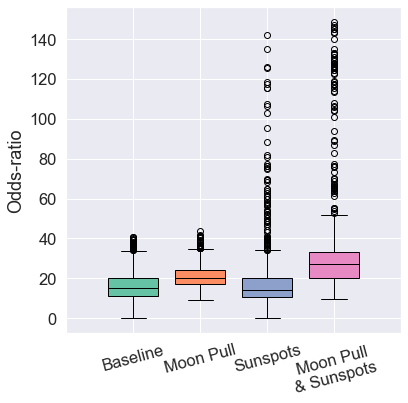 Odds-ratio
140
120
100
80
60
40
20
0
Baseline
Moon Pull
Sunspots
Moon Pull
& Sunspots